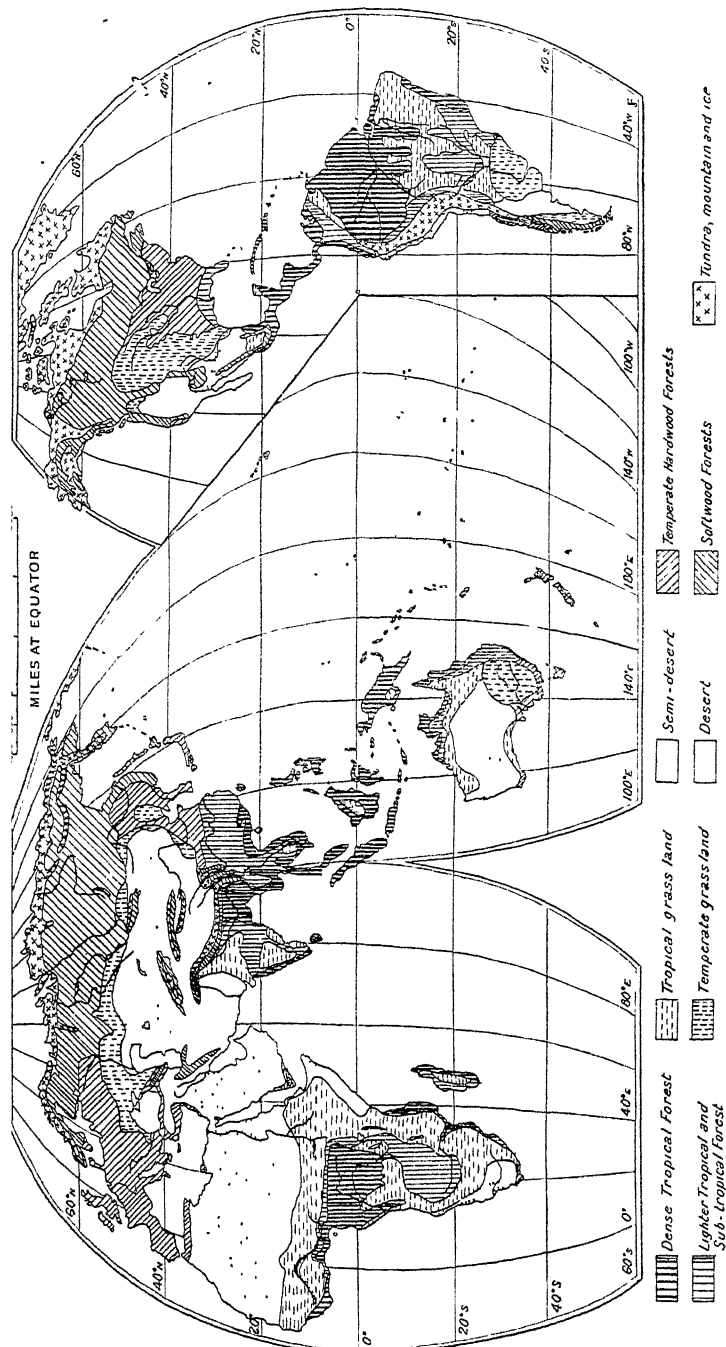 MILES AT EQUATOR
60°N
40°N
20°
0°
20°S
40°S
60°N
40°N
20°N
0°
20°S
40°S
60°S
0°
40°E
80°E
100°E
140°E
180°E
140°W
100°W
80°W
40°W
Dense Tropical Forest
Tropical grass land
Semi-desert
Temperate Hardwood Forests
Lighter Tropical and
Sub-tropical Forest
Temperate grass land
Desert
Softwood Forests
Tundra, mountain and ice